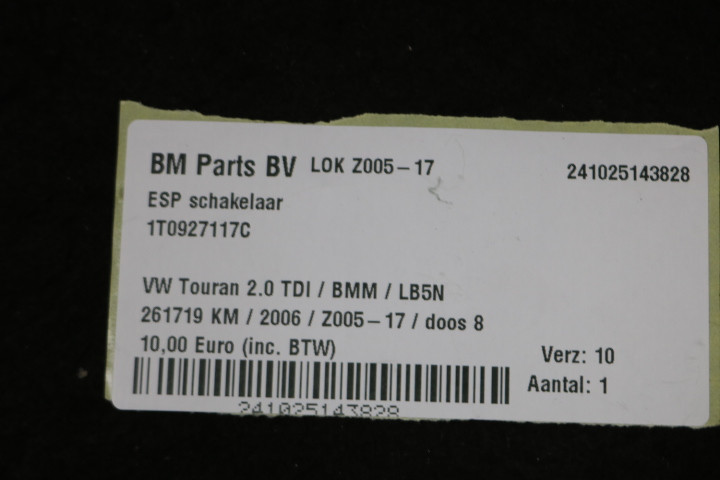 BM Parts BV LOK Z005-17 241025143828
ESP schakelaar
1T0927117C
VW Touran 2.0 TDI / BMM / LB5N
261719 KM / 2006 / Z005-17 / doos 8
10,00 Euro (inc. BTW) Verz: 10
Aantal: 1
241025143828